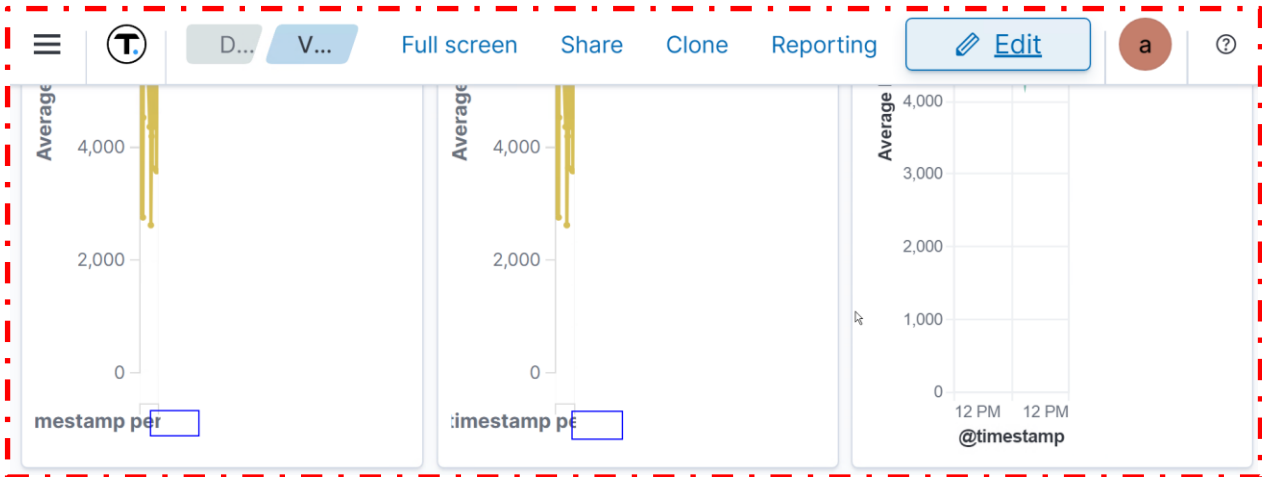 T. D... V... Full screen Share Clone Reporting Edit a ?
Average
4,000
2,000
0
mestamp per
Average
4,000
2,000
0
timestamp pe
Average
4,000
3,000
2,000
1,000
0
12 PM 12 PM
@timestamp